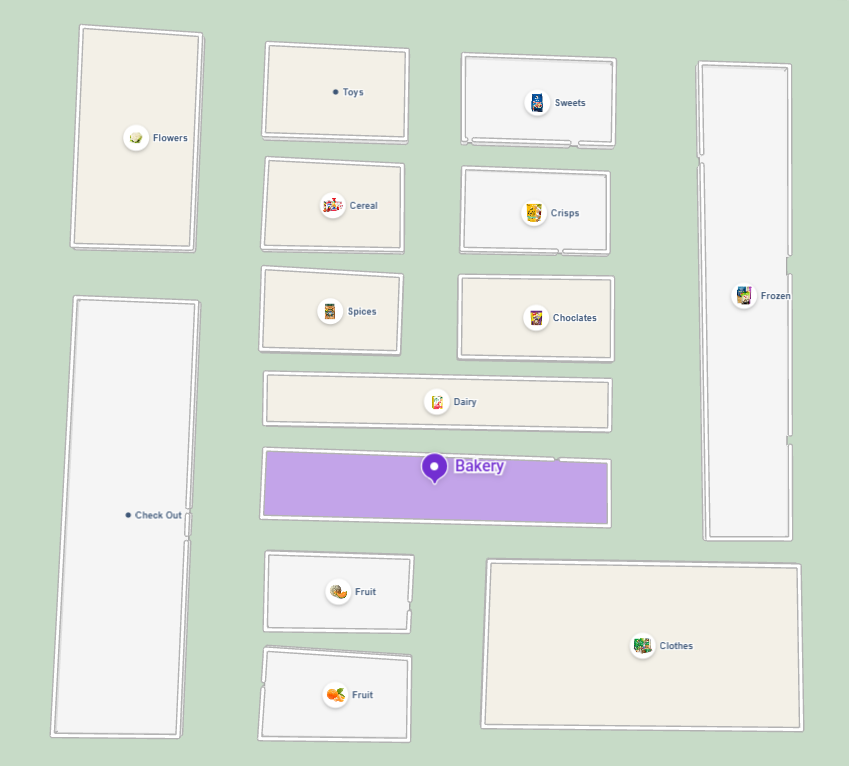 Flowers
Toys
Sweets
Cereal
Crisps
Spices
Choclates
Frozen
Dairy
Bakery
Check Out
Fruit
Clothes
Fruit